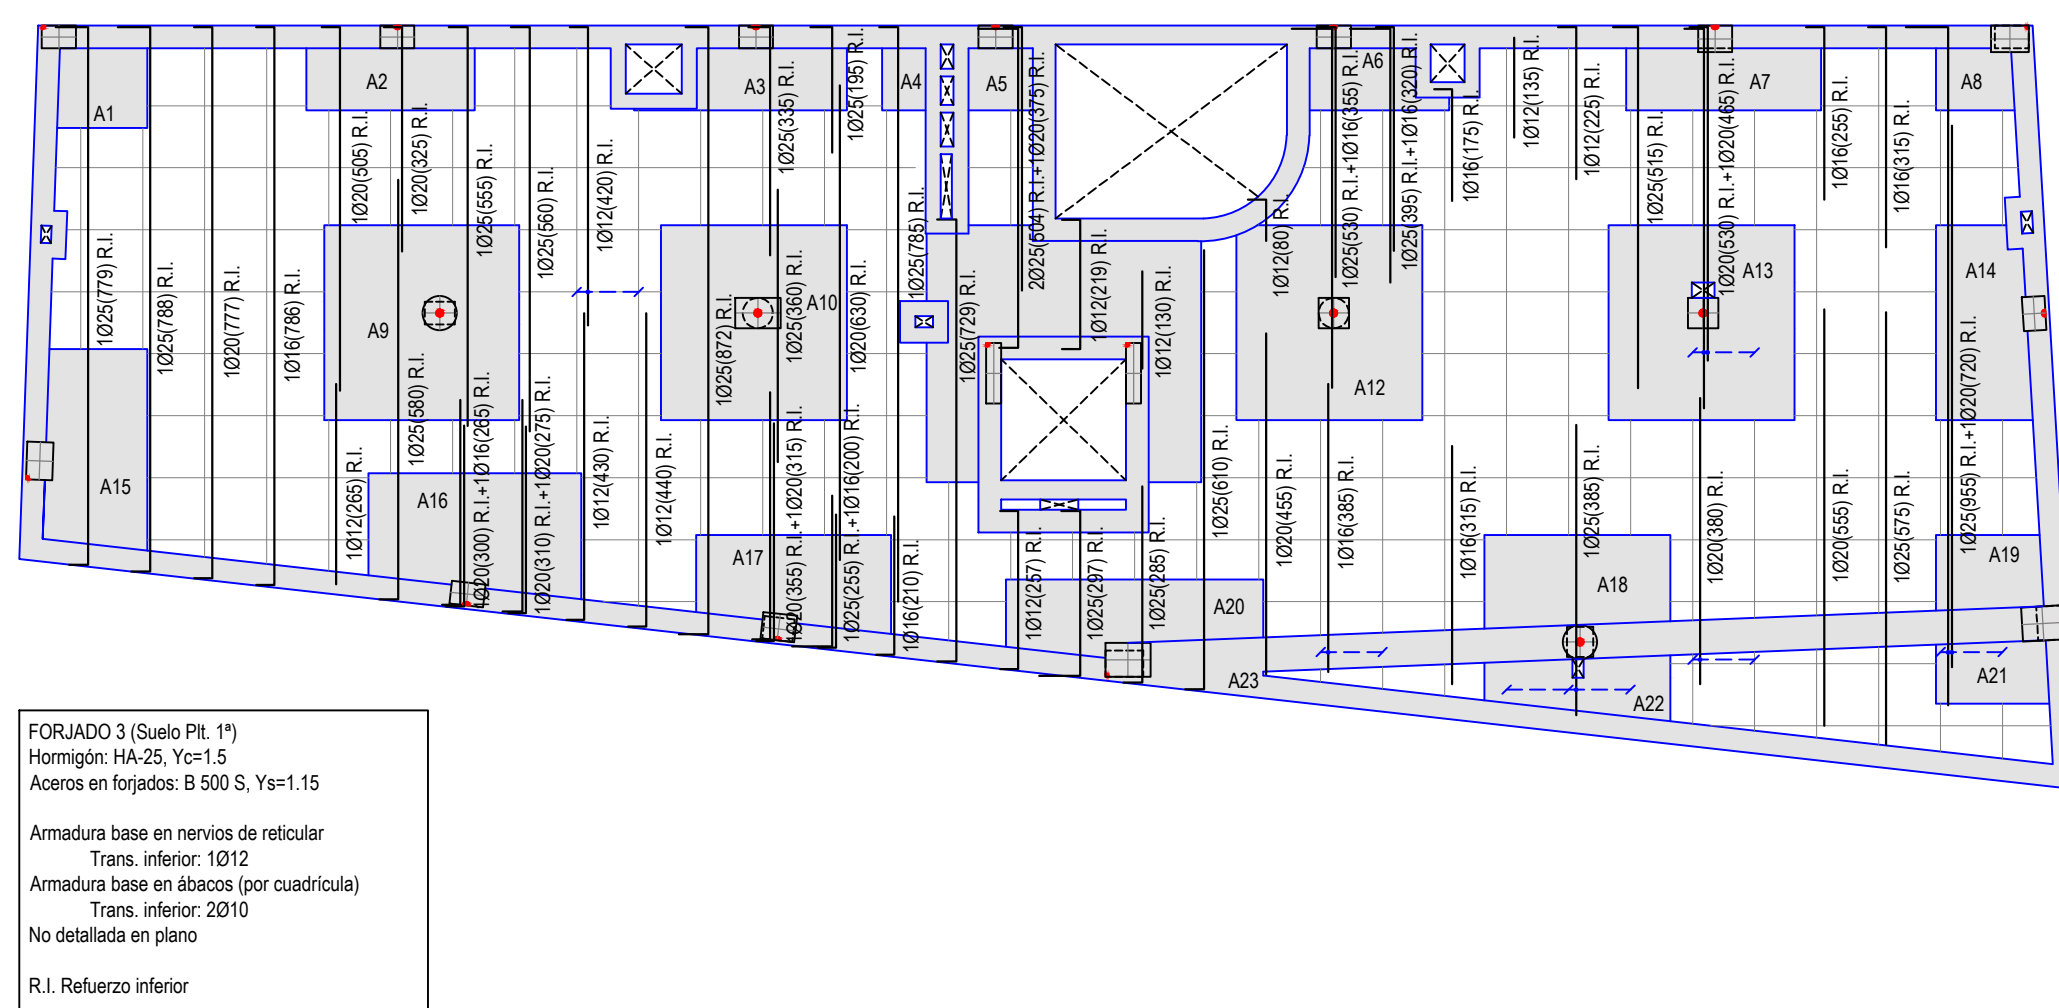 A1
A2
A3
A4
A5
A6
A7
A8
1Ø20(505) R.I.
1Ø20(325) R.I.
1Ø25(555) R.I.
1Ø25(560) R.I.
1Ø12(420) R.I.
1Ø25(335) R.I.
1Ø25(195) R.I.
2Ø25(504) R.I.+1Ø20(375) R.I.
1Ø12(80) R.I.
1Ø25(530) R.I.+1Ø16(355) R.I.
1Ø25(395) R.I.+1Ø16(320) R.I.
1Ø16(175) R.I.
1Ø12(135) R.I.
1Ø12(225) R.I.
1Ø25(515) R.I.
1Ø20(530) R.I.+1Ø20(465) R.I.
1Ø16(255) R.I.
1Ø16(315) R.I.
1Ø25(779) R.I.
1Ø25(788) R.I.
1Ø20(777) R.I.
1Ø16(786) R.I.
A9
A10
1Ø25(872) R.I.
1Ø25(360) R.I.
1Ø20(630) R.I.
1Ø25(785) R.I.
1Ø25(729) R.I.
1Ø12(219) R.I.
1Ø12(130) R.I.
A12
A13
A14
A15
1Ø12(265) R.I.
1Ø25(580) R.I.
A16
1Ø20(300) R.I.+1Ø16(265) R.I.
1Ø20(310) R.I.+1Ø20(275) R.I.
1Ø12(430) R.I.
1Ø12(440) R.I.
A17
1Ø20(355) R.I.+1Ø20(315) R.I.
1Ø25(255) R.I.+1Ø16(200) R.I.
1Ø16(210) R.I.
1Ø12(257) R.I.
1Ø25(297) R.I.
1Ø25(285) R.I.
1Ø25(610) R.I.
1Ø20(455) R.I.
1Ø16(385) R.I.
1Ø16(315) R.I.
1Ø25(385) R.I.
1Ø20(380) R.I.
1Ø20(555) R.I.
1Ø25(575) R.I.
1Ø25(955) R.I.+1Ø20(720) R.I.
A18
A19
A20
A21
A22
A23
FORJADO 3 (Suelo Plt. 1ª)
Hormigón: HA-25, Yc=1.5
Aceros en forjados: B 500 S, Ys=1.15
Armadura base en nervios de reticular
Trans. inferior: 1Ø12
Armadura base en ábacos (por cuadrícula)
Trans. inferior: 2Ø10
No detallada en plano
R.I. Refuerzo inferior